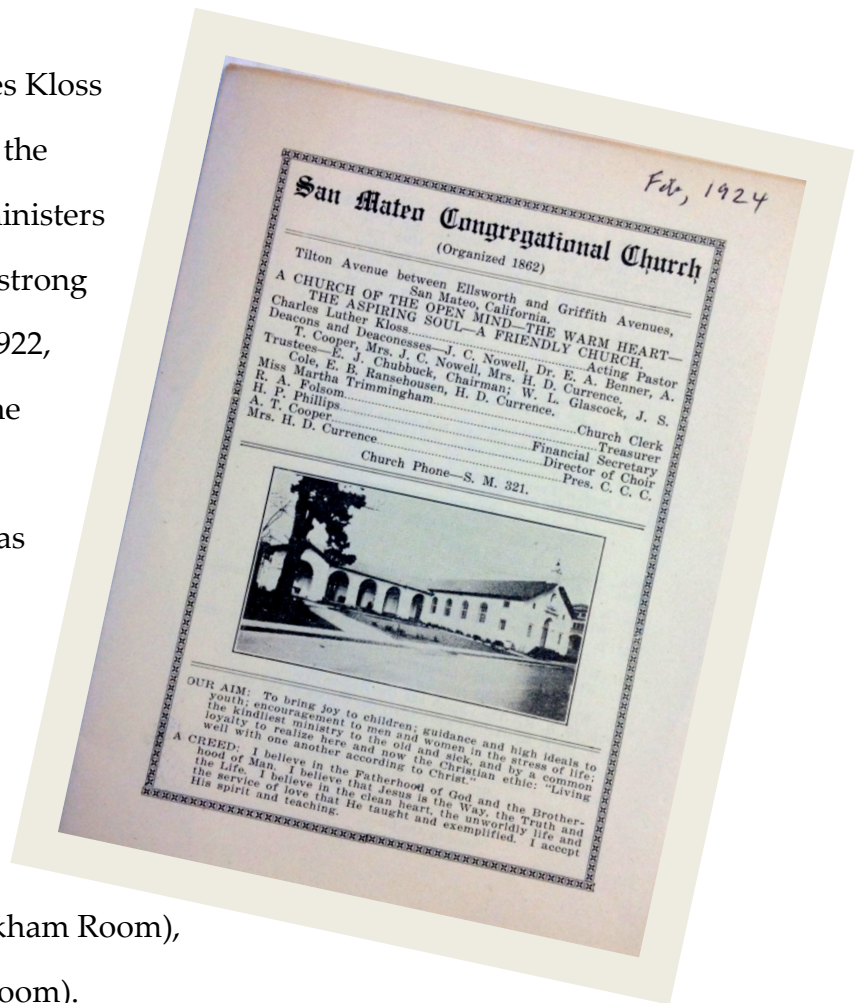 es Kloss
the
inisters
strong
922,
as
kham Room),
oom).
Feb, 1924
San Mateo Congregational Church
(Organized 1862)
Tilton Avenue between Ellsworth and Griffith Avenues,
San Mateo, California.
A CHURCH OF THE OPEN MIND—THE WARM HEART—
THE ASPIRING SOUL—A FRIENDLY CHURCH.
Charles Luther Kloss........Acting Pastor
Deacons and Deaconesses—J. C. Nowell, Dr. E. A. Benner, A.
T. Cooper, Mrs. J. C. Nowell, Mrs. H. D. Currence.
Trustees—E. J. Chubbuck, Chairman; W. L. Glascock, J. S.
Cole, E. B. Ransehousen, H. D. Currence.
Miss Martha Trimmingham........Church Clerk
R. A. Folsom........Treasurer
H. P. Phillips........Financial Secretary
A. T. Cooper........Director of Choir
Mrs. H. D. Currence........Pres. C. C. C.
Church Phone—S. M. 321.
OUR AIM: To bring joy to children; guidance and high ideals to
youth; encouragement to men and women in the stress of life;
the kindliest ministry to the old and sick, and by a common
loyalty to realize here and now the Christian ethic: "Living
well with one another according to Christ."
A CREED: I believe in the Fatherhood of God and the Brother-
hood of Man. I believe that Jesus is the Way, the Truth and
the Life. I believe in the clean heart, the unworldly life and
the service of love that He taught and exemplified. I accept
His spirit and teaching.